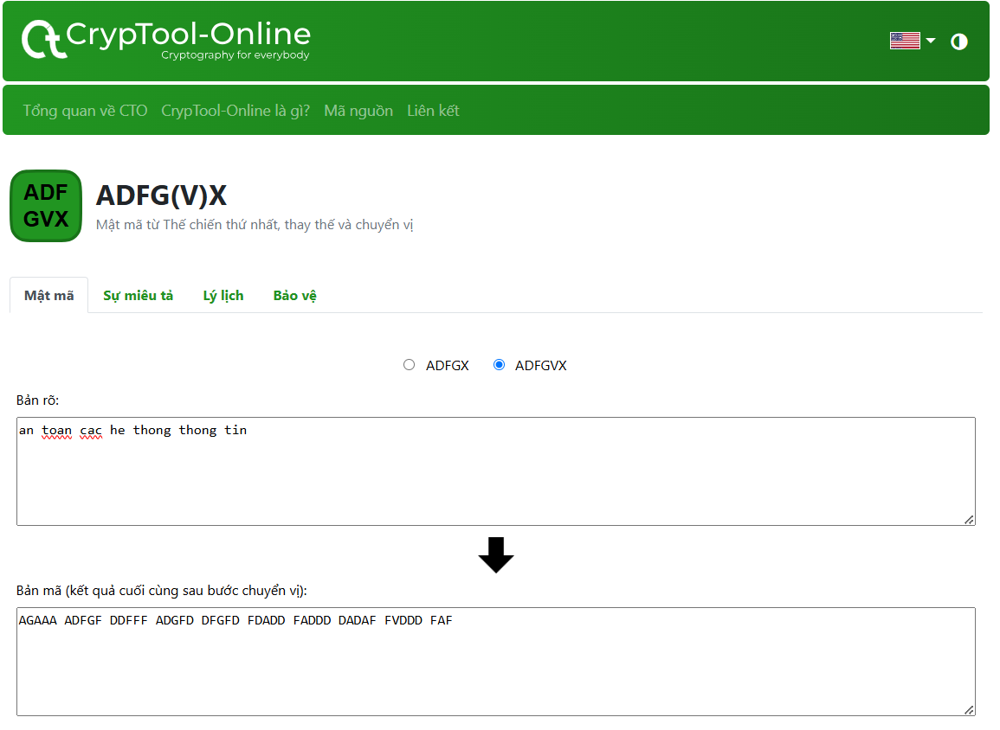 CrypTool-Online
Cryptography for everybody
Tổng quan về CTO CrypTool-Online là gì? Mã nguồn Liên kết
ADF
GVX
ADFG(V)X
Mật mã từ Thế chiến thứ nhất, thay thế và chuyển vị
Mật mã Sự miêu tả Lý lịch Bảo vệ
ADFGX ADFGVX
Bản rõ:
an toan cac he thong thong tin
Bản mã (kết quả cuối cùng sau bước chuyển vị):
AGAAA ADFGF DDFFF ADGFD DFGFD FDADD FADDD DADAF FVDDD FAF